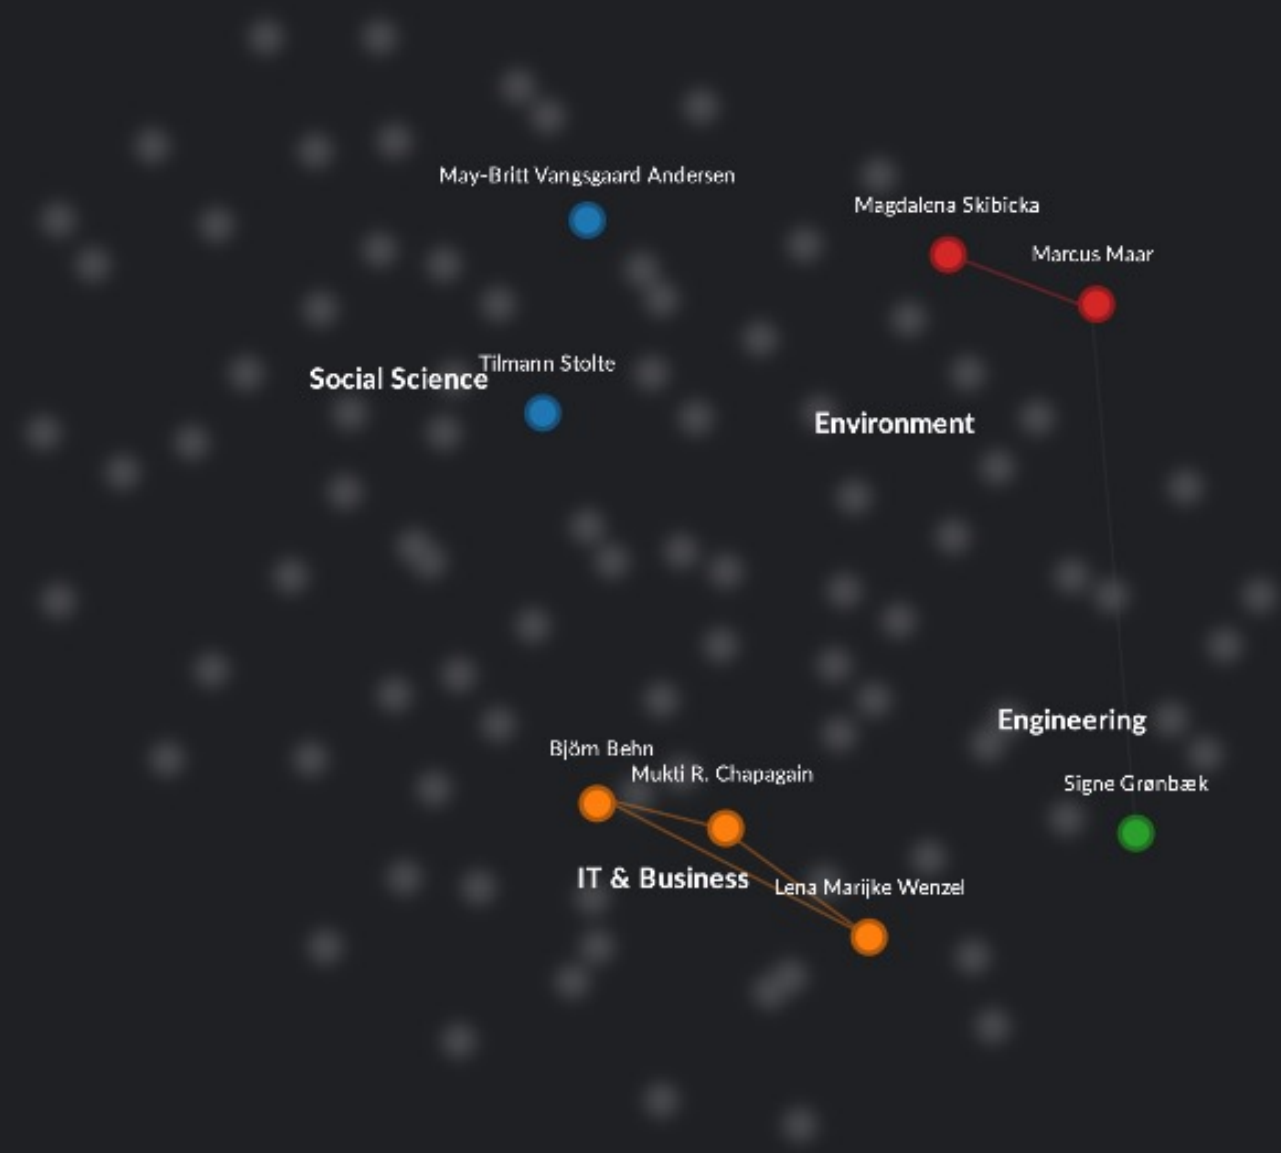 May-Britt Vangsgaard Andersen
Magdalena Skibicka
Marcus Maar
Tilmann Stolte
Social Science
Environment
Engineering
Björn Behn
Mukti R. Chapagain
Signe Grønbæk
IT & Business
Lena Marijke Wenzel